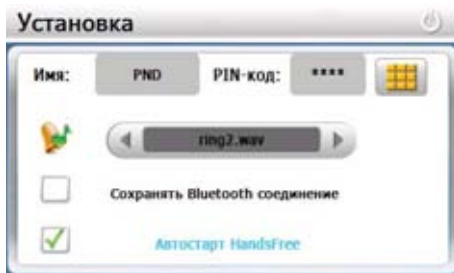 Установка
Имя: PND PIN-код: ****
ring2.wav
Сохранять Bluetooth соединение
Автостарт HandsFree